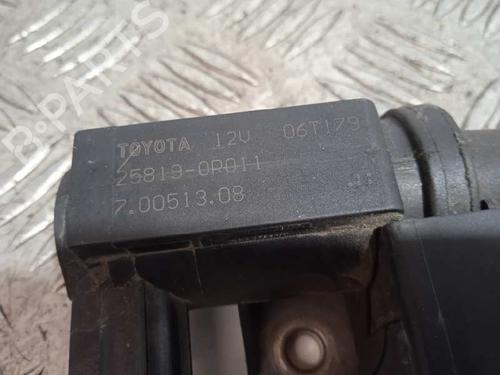 TOYOTA 12V 06T179
25819-0R011
7.00513.08
B-PARTS